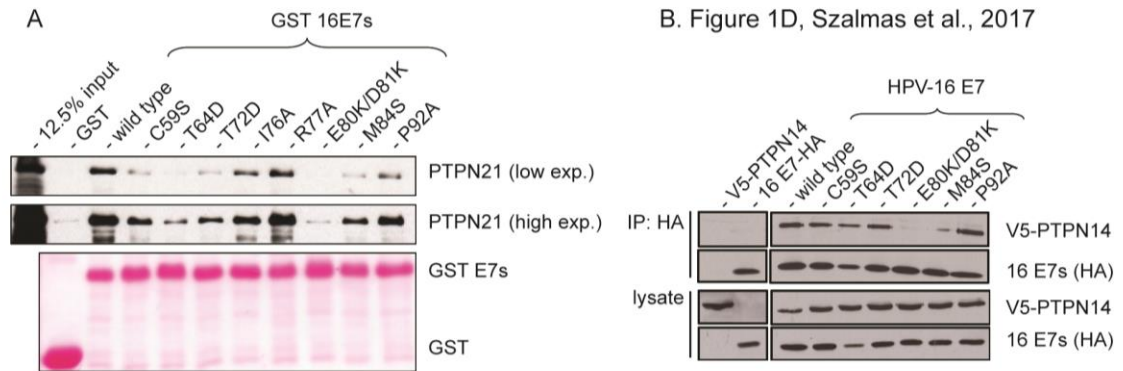 A
GST 16E7s
- 12.5% input
- GST
- wild type
- C59S
- T64D
- T72D
- I76A
- R77A
- E80K/D81K
- M84S
- P92A
PTPN21 (low exp.)
PTPN21 (high exp.)
GST E7s
GST
B. Figure 1D, Szalmas et al., 2017
HPV-16 E7
- V5-PTPN14
- 16 E7-HA
- wild type
- C59S
- T64D
- T72D
- E80K/D81K
- M84S
- P92A
IP: HA
V5-PTPN14
16 E7s (HA)
lysate
V5-PTPN14
16 E7s (HA)